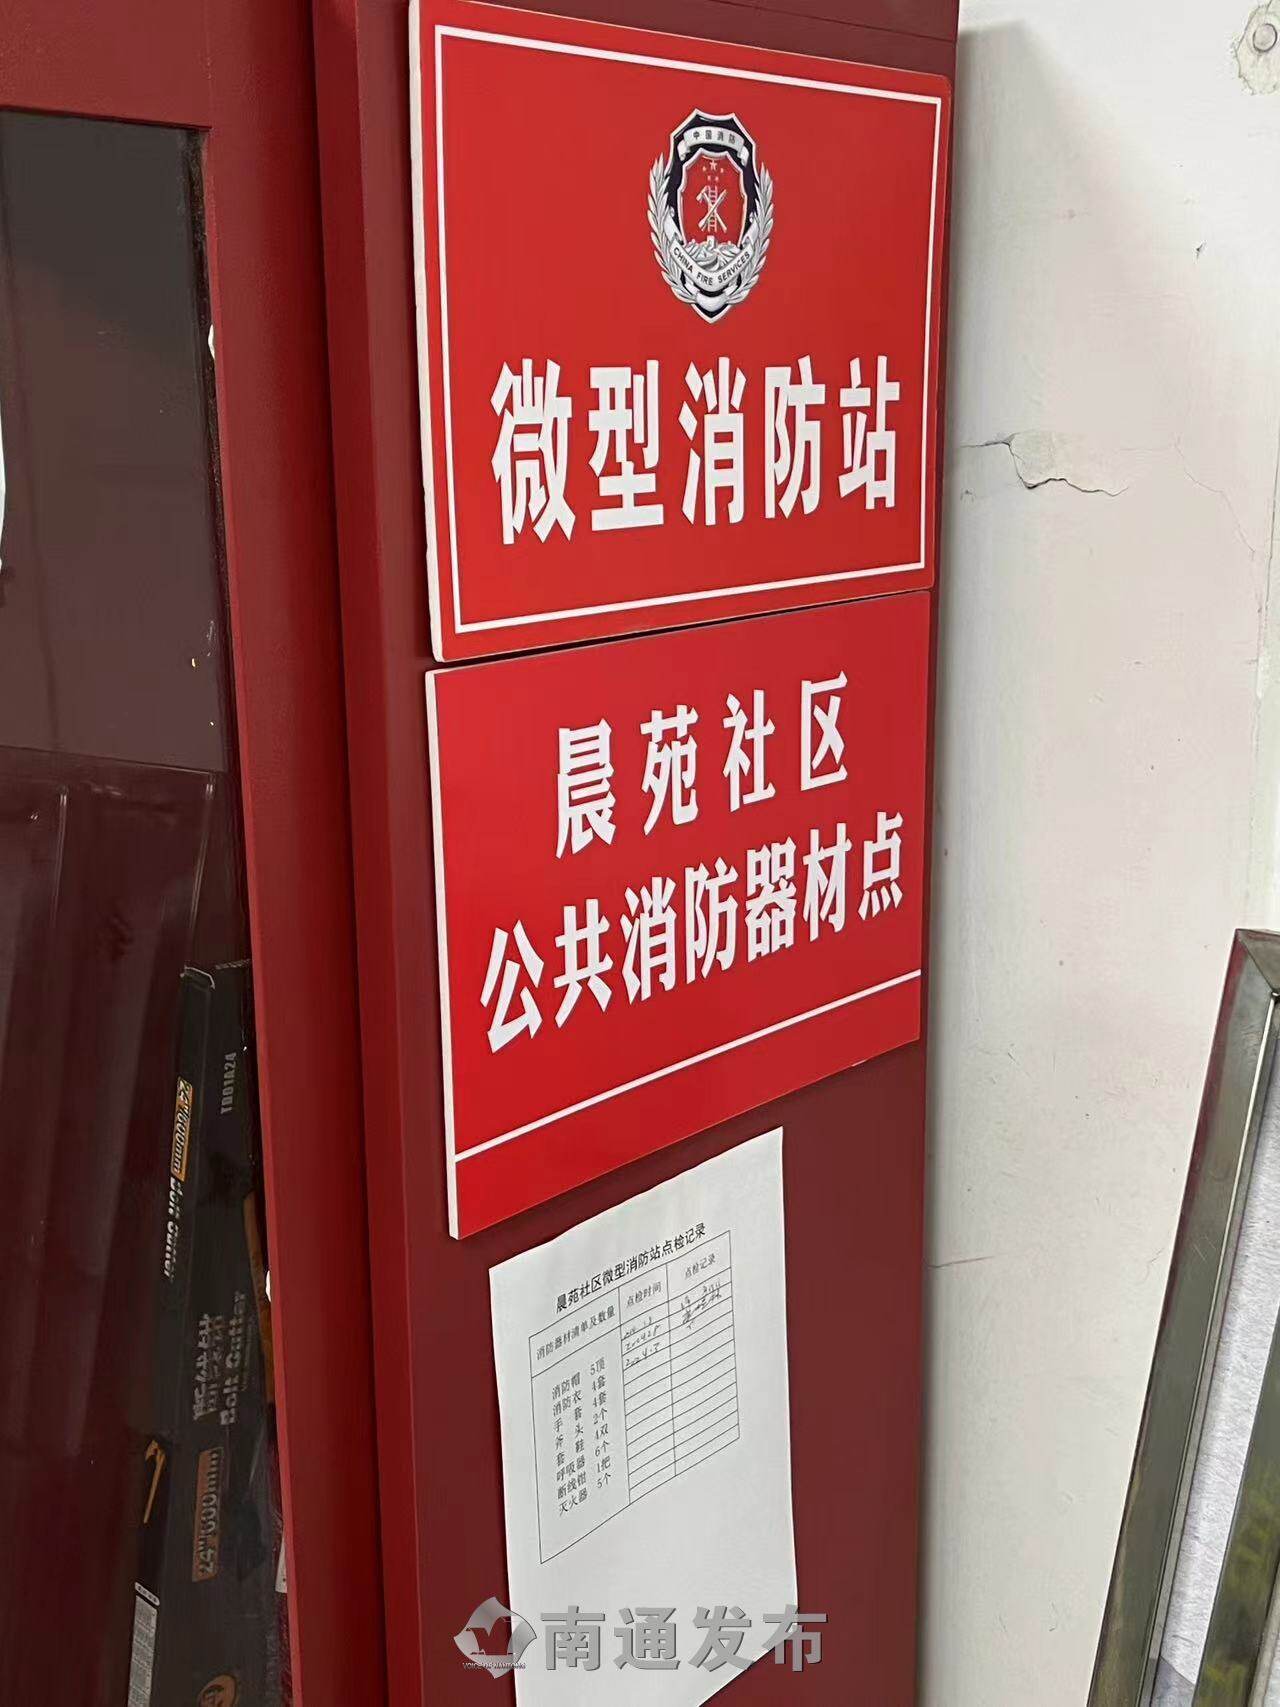 中国消防
CHINA FIRE SERVICES
微型消防站
晨苑社区
公共消防器材点
TD01A24
24"/600mm Bolt Cutter
断线钳
Bolt Cutter
24"/600mm
晨苑社区微型消防站点检记录
消防器材清单及数量 点检时间 点检记录
消防帽 5顶
消防衣 4套
手套 4套
斧头 2个
套鞋 4双
呼吸器 6个
断线钳 1把
灭火器 5个
南通发布